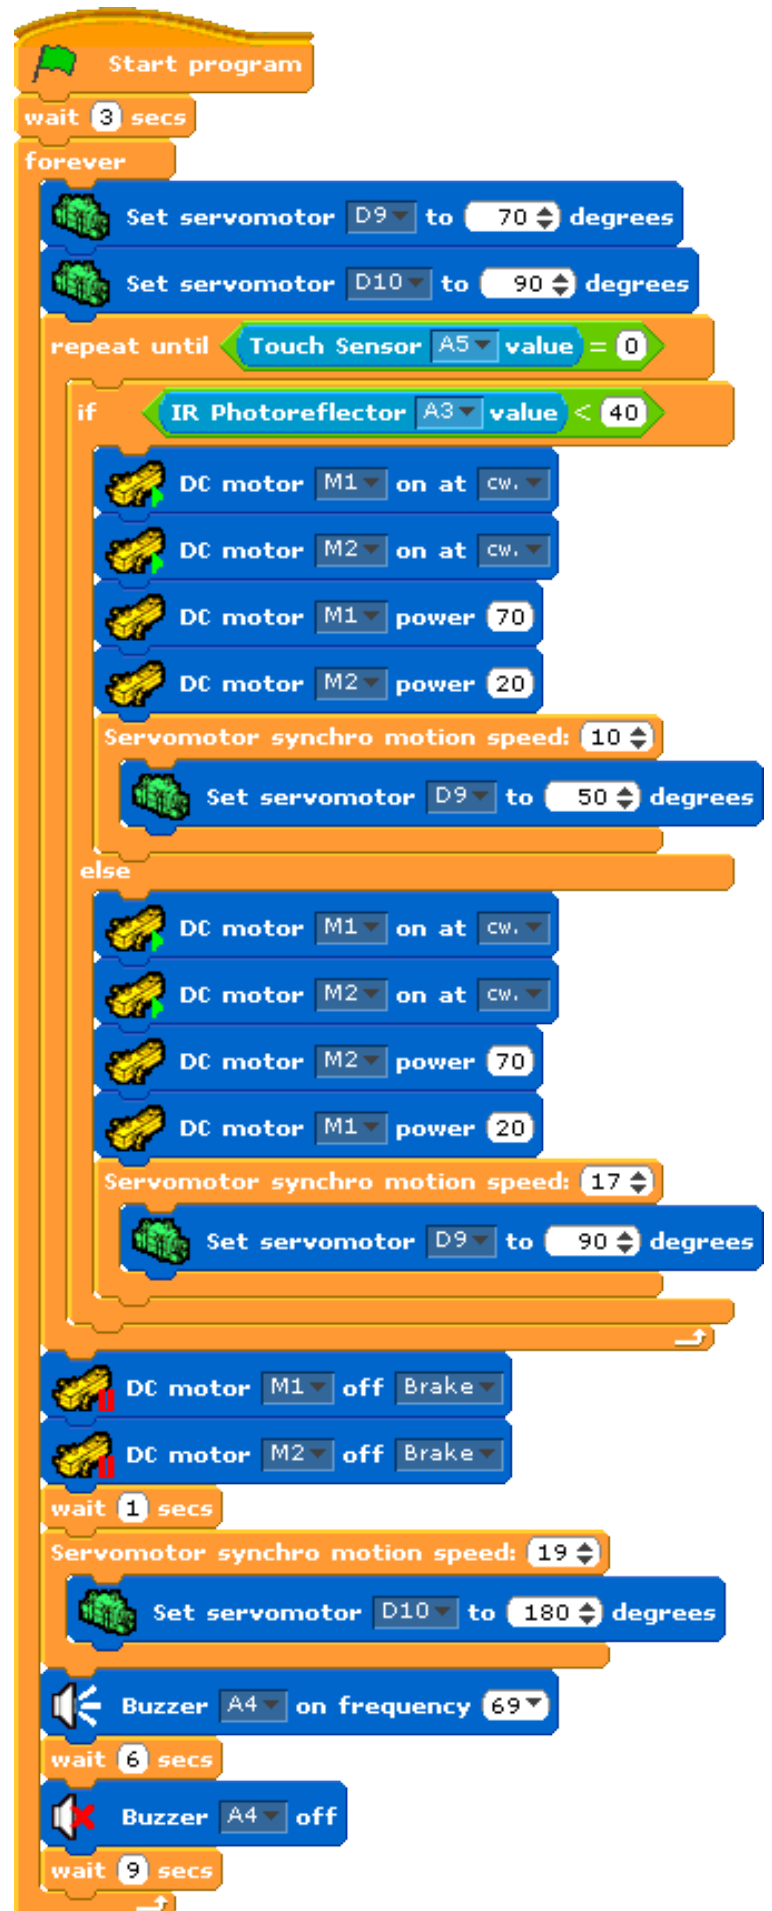 Start program
wait 3 secs
forever
Set servomotor D9 to 70 degrees
Set servomotor D10 to 90 degrees
repeat until Touch Sensor A5 value = 0
if IR Photoreflector A3 value < 40
DC motor M1 on at cw.
DC motor M2 on at cw.
DC motor M1 power 70
DC motor M2 power 20
Servomotor synchro motion speed: 10
Set servomotor D9 to 50 degrees
else
DC motor M1 on at cw.
DC motor M2 on at cw.
DC motor M2 power 70
DC motor M1 power 20
Servomotor synchro motion speed: 17
Set servomotor D9 to 90 degrees
DC motor M1 off Brake
DC motor M2 off Brake
wait 1 secs
Servomotor synchro motion speed: 19
Set servomotor D10 to 180 degrees
Buzzer A4 on frequency 69
wait 6 secs
Buzzer A4 off
wait 9 secs